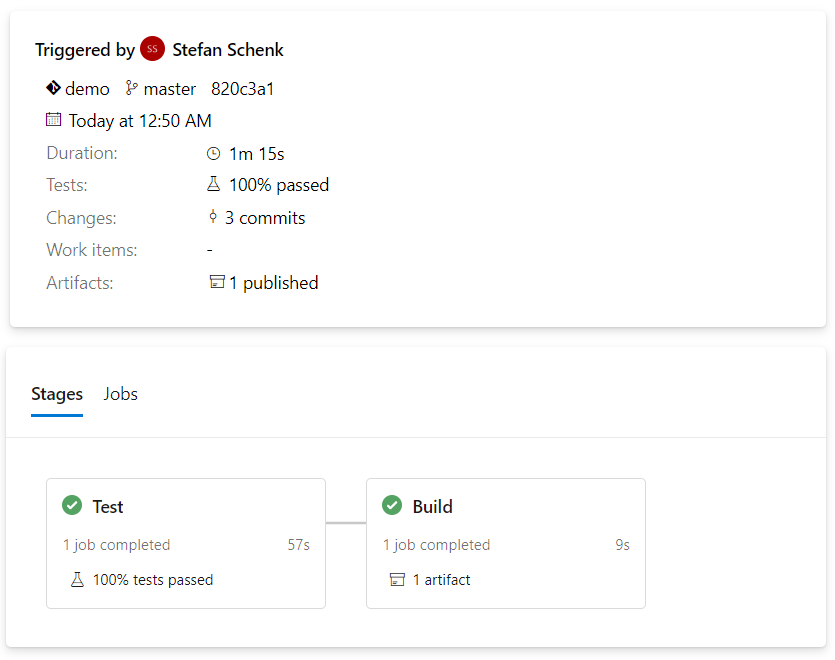 Triggered by SS Stefan Schenk
demo master 820c3a1
Today at 12:50 AM
Duration: 1m 15s
Tests: 100% passed
Changes: 3 commits
Work items: -
Artifacts: 1 published
Stages Jobs
Test
1 job completed 57s
100% tests passed
Build
1 job completed 9s
1 artifact